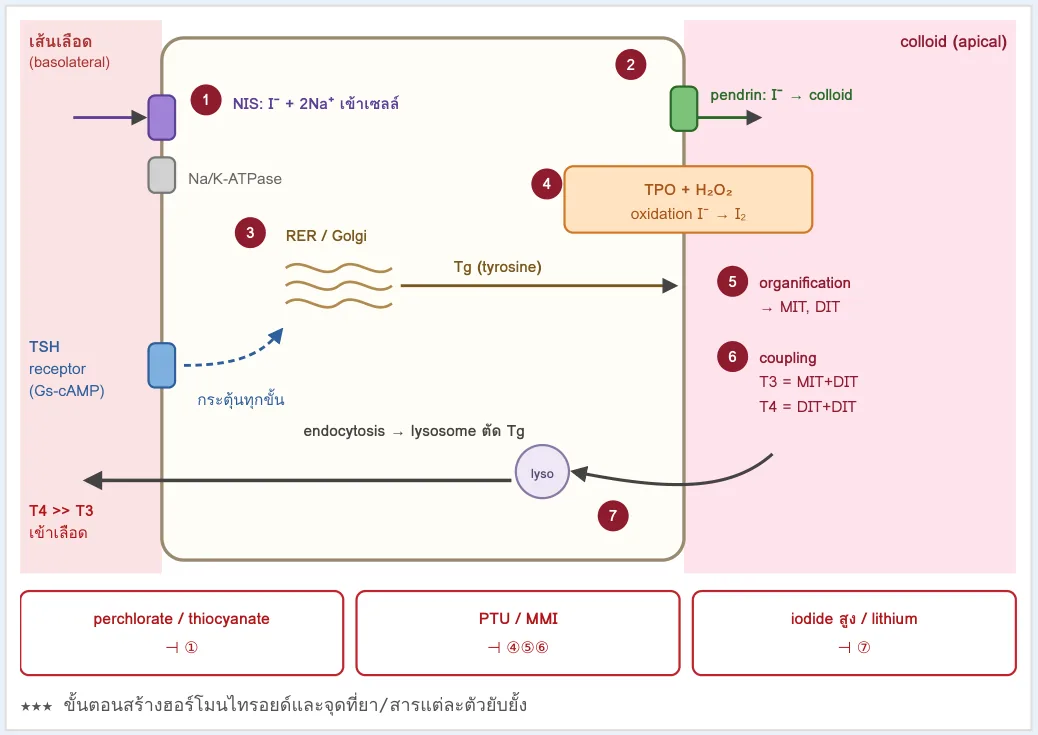 เส้นเลือด
(basolateral)
colloid (apical)
2
1
NIS: I⁻ + 2Na⁺ เข้าเซลล์
pendrin: I⁻ → colloid
Na/K-ATPase
4
TPO + H₂O₂
oxidation I⁻ → I₂
3
RER / Golgi
Tg (tyrosine)
5
organification
→ MIT, DIT
TSH
receptor
(Gs-cAMP)
6
coupling
T3 = MIT+DIT
T4 = DIT+DIT
กระตุ้นทุกขั้น
endocytosis → lysosome ตัด Tg
lyso
7
T4 >> T3
เข้าเลือด
perchlorate / thiocyanate
⊣ ①
PTU / MMI
⊣ ④⑤⑥
iodide สูง / lithium
⊣ ⑦
★★★ ขั้นตอนสร้างฮอร์โมนไทรอยด์และจุดที่ยา/สารแต่ละตัวยับยั้ง